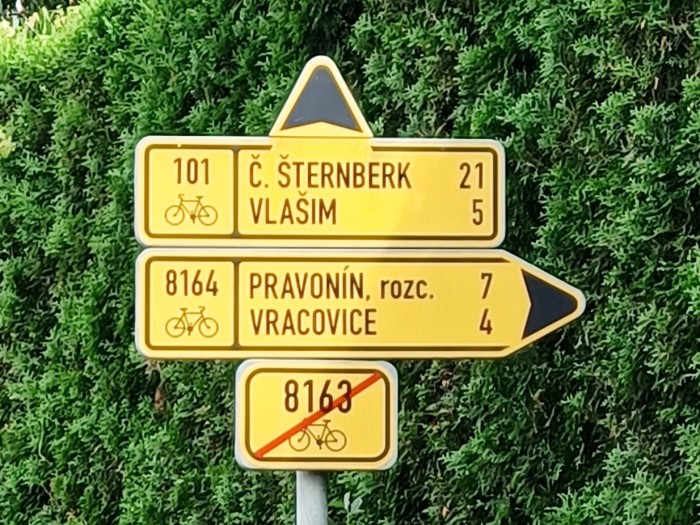 101 Č. ŠTERNBERK 21
VLAŠIM 5
8164 PRAVONÍN, rozc. 7
VRACOVICE 4
8163